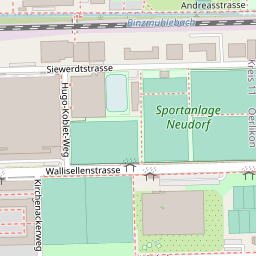 Andreasstrasse
Binzmühlebach
Siewerdtstrasse
Kreis 11
Oerlikon
Sportanlage
Neudorf
Hugo-Koblet-Weg
Wallisellenstrasse
Kirchenackerweg